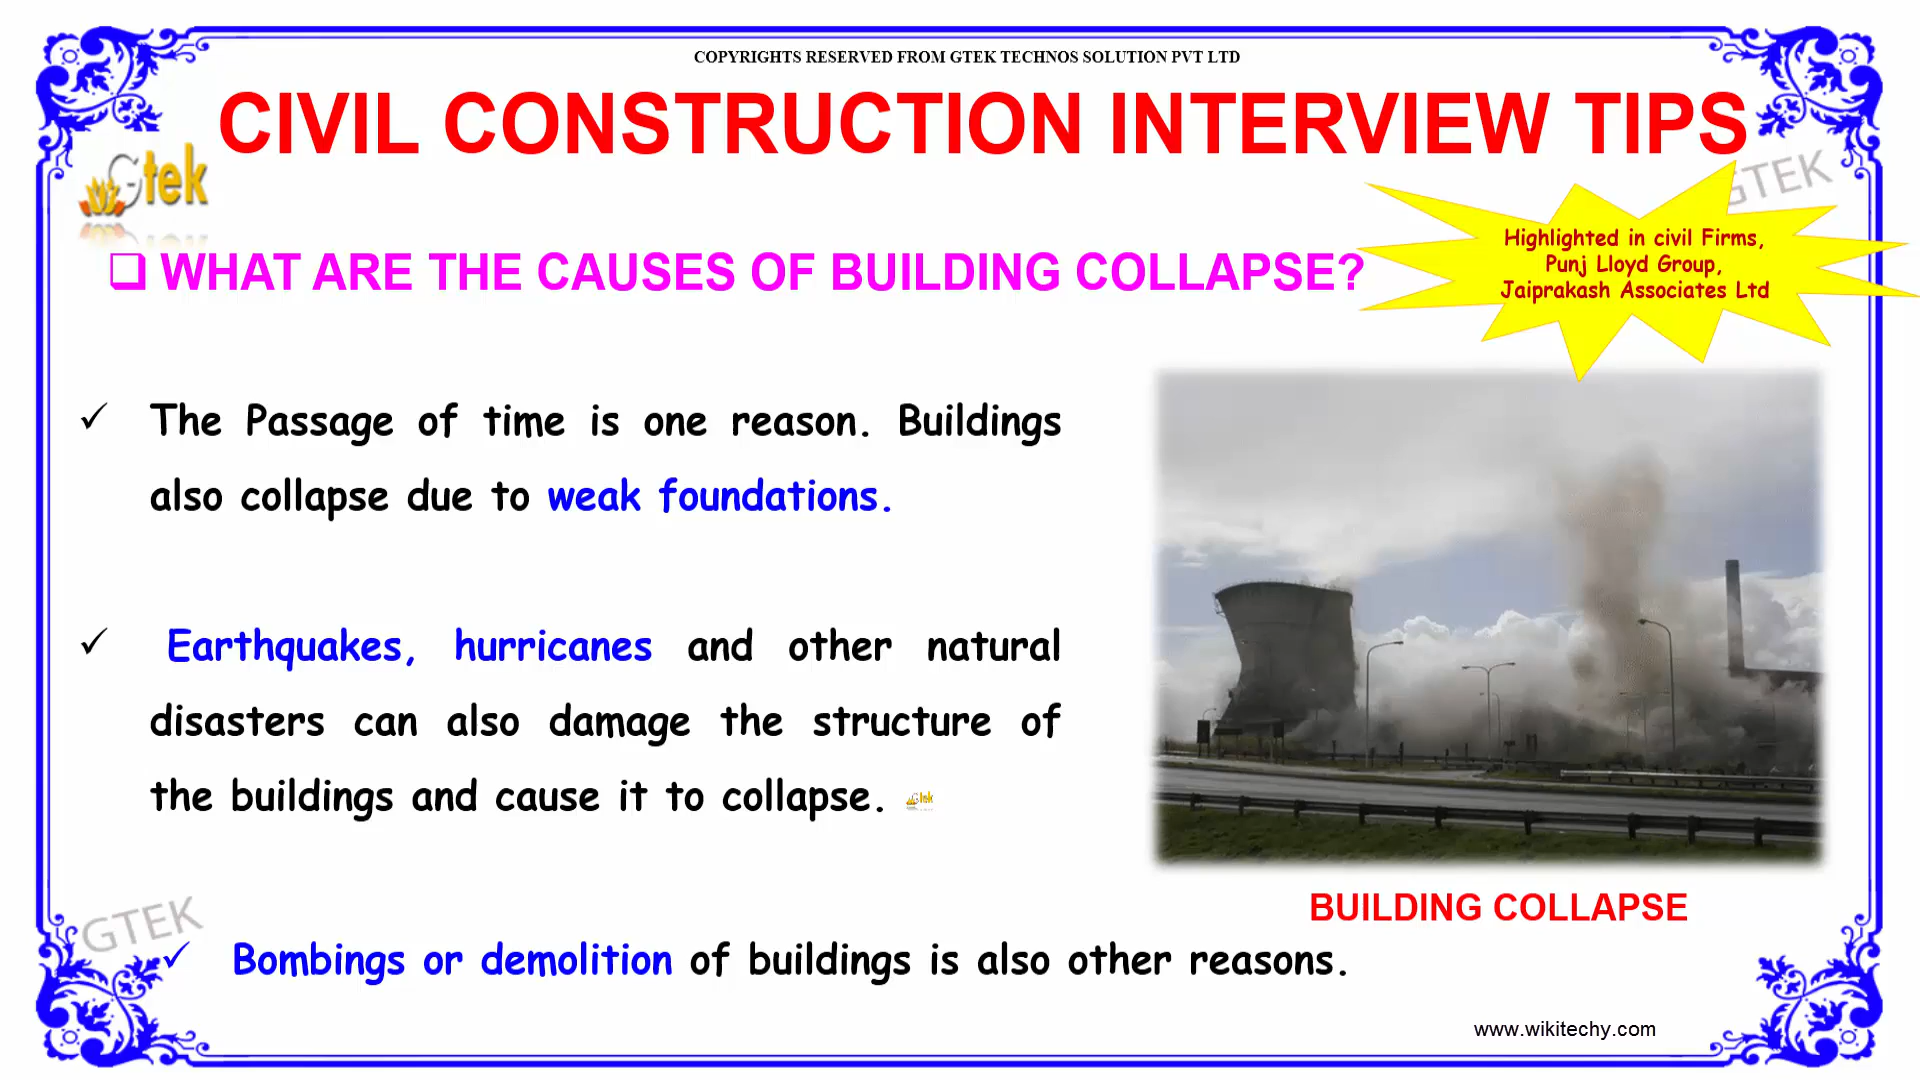 COPYRIGHTS RESERVED FROM GTEK TECHNOS SOLUTION PVT LTD
CIVIL CONSTRUCTION INTERVIEW TIPS
Gtek
GTEK
Highlighted in civil Firms,
Punj Lloyd Group,
Jaiprakash Associates Ltd
❑ WHAT ARE THE CAUSES OF BUILDING COLLAPSE?
✓ The Passage of time is one reason. Buildings
also collapse due to weak foundations.
✓ Earthquakes, hurricanes and other natural
disasters can also damage the structure of
the buildings and cause it to collapse.
Gtek
BUILDING COLLAPSE
GTEK
✓ Bombings or demolition of buildings is also other reasons.
www.wikitechy.com